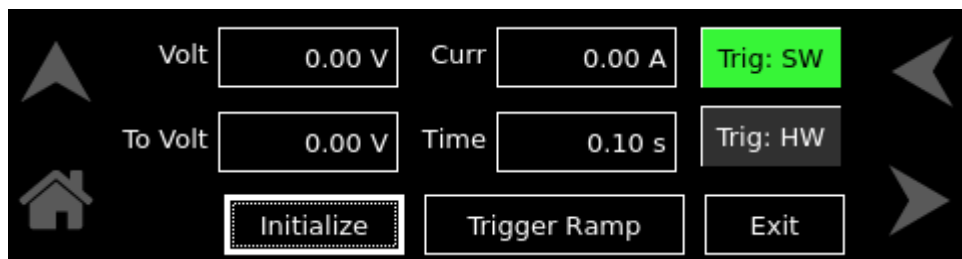 Volt 0.00 V Curr 0.00 A Trig: SW
To Volt 0.00 V Time 0.10 s Trig: HW
Initialize Trigger Ramp Exit